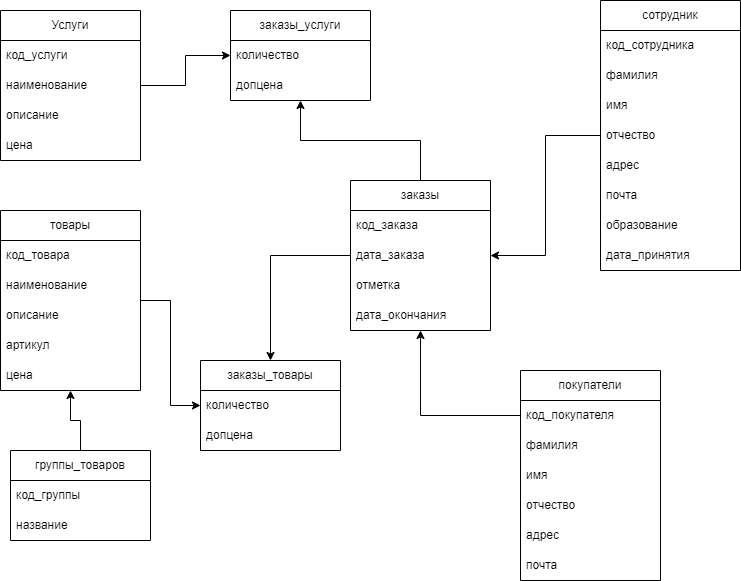 Услуги
код_услуги
наименование
описание
цена
заказы_услуги
количество
допцена
сотрудник
код_сотрудника
фамилия
имя
отчество
адрес
почта
образование
дата_принятия
товары
код_товара
наименование
описание
артикул
цена
заказы
код_заказа
дата_заказа
отметка
дата_окончания
заказы_товары
количество
допцена
покупатели
код_покупателя
фамилия
имя
отчество
адрес
почта
группы_товаров
код_группы
название